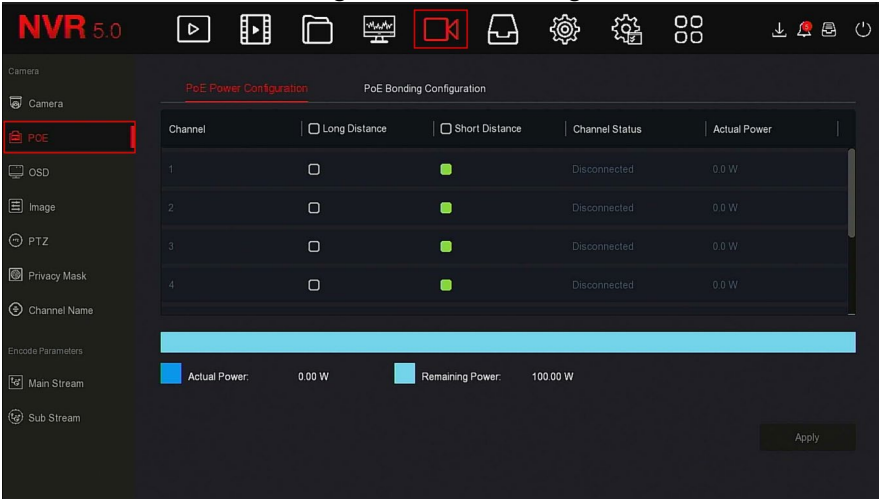 NVR 5.0
5
Camera
Camera
POE
OSD
Image
PTZ
Privacy Mask
Channel Name
Encode Parameters
Main Stream
Sub Stream
PoE Power Configuration PoE Bonding Configuration
Channel Long Distance Short Distance Channel Status Actual Power
1 Disconnected 0.0 W
2 Disconnected 0.0 W
3 Disconnected 0.0 W
4 Disconnected 0.0 W
Actual Power: 0.00 W Remaining Power: 100.00 W
Apply